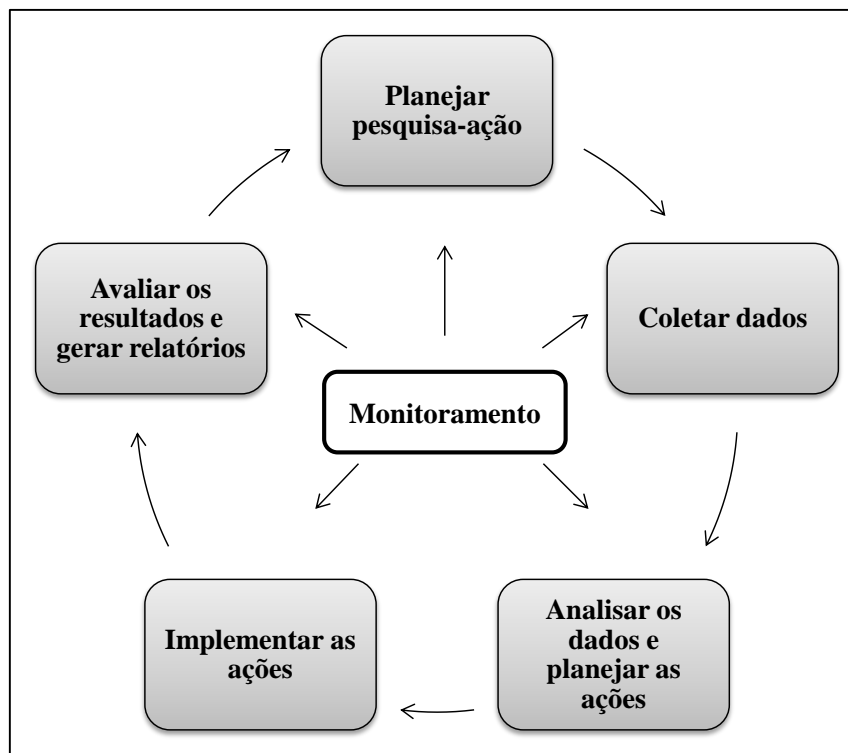 Planejar
pesquisa-ação
Coletar dados
Analisar os
dados e
planejar as
ações
Implementar as
ações
Avaliar os
resultados e
gerar relatórios
Monitoramento